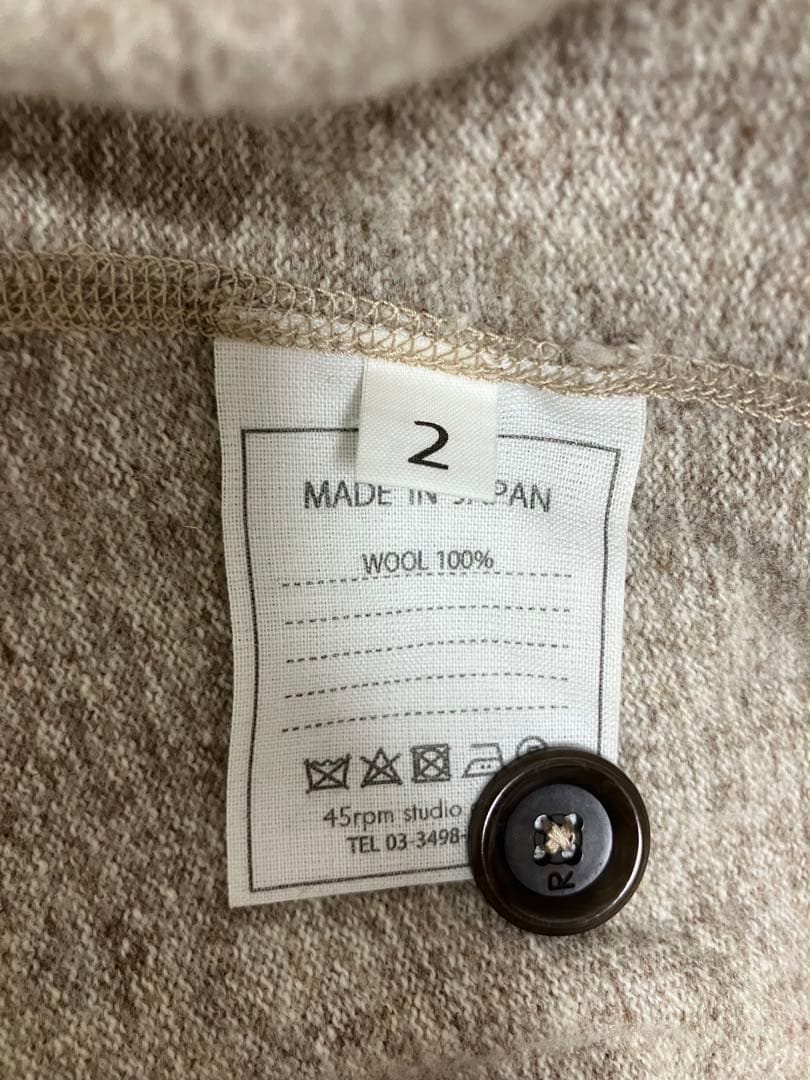 2
MADE IN JAPAN
WOOL 100%
45rpm studio
TEL 03-3498-
R